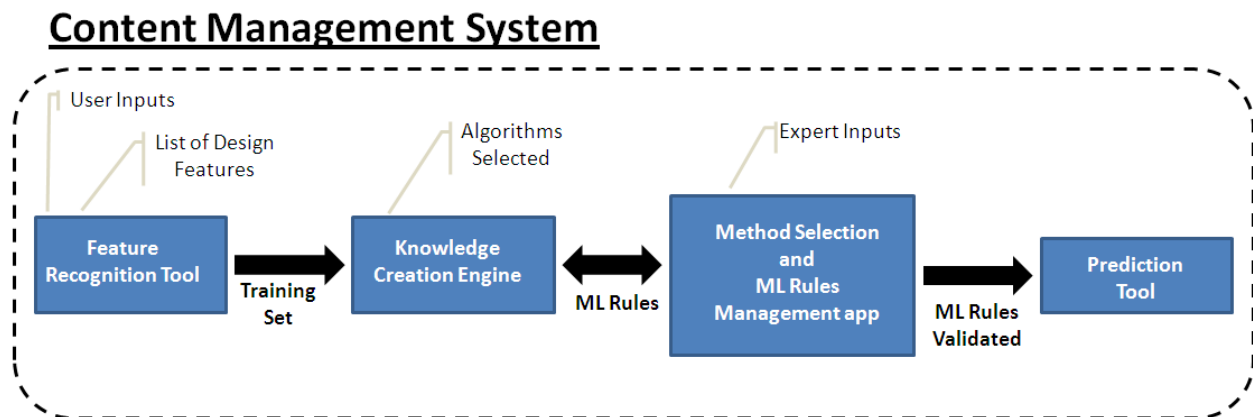 Content Management System
User Inputs
List of Design
Features
Algorithms
Selected
Expert Inputs
Feature
Recognition Tool
Training
Set
Knowledge
Creation Engine
ML Rules
Method Selection
and
ML Rules
Management app
ML Rules
Validated
Prediction
Tool